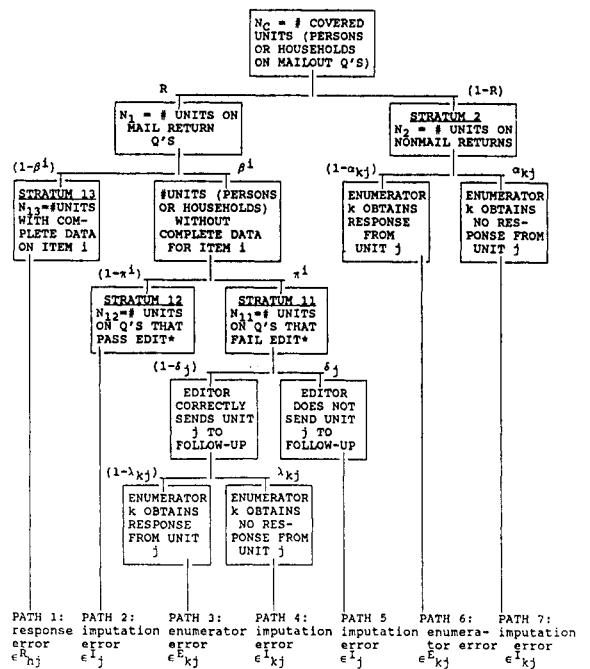 N_C = # COVERED
UNITS (PERSONS
OR HOUSEHOLDS
ON MAILOUT Q'S)
R
(1-R)
N_1 = # UNITS ON
MAIL RETURN
Q'S
STRATUM 2
N_2 = # UNITS ON
NONMAIL RETURNS
(1-β^i)
β^i
(1-α_kj)
α_kj
STRATUM 13
N_13=#UNITS
WITH COM-
PLETE DATA
ON ITEM i
#UNITS (PERSONS
OR HOUSEHOLDS)
WITHOUT
COMPLETE DATA
FOR ITEM i
ENUMERATOR
k OBTAINS
RESPONSE
FROM
UNIT j
ENUMERATOR
k OBTAINS
NO RES-
PONSE FROM
UNIT j
(1-π^i)
π^i
STRATUM 12
N_12=# UNITS
ON Q'S THAT
PASS EDIT*
STRATUM 11
N_11=# UNITS
ON Q'S THAT
FAIL EDIT*
(1-δ_j)
δ_j
EDITOR
CORRECTLY
SENDS UNIT
j TO
FOLLOW-UP
EDITOR
DOES NOT
SEND UNIT
j TO
FOLLOW-UP
(1-λ_kj)
λ_kj
ENUMERATOR
k OBTAINS
RESPONSE
FROM UNIT
j
ENUMERATOR
k OBTAINS
NO RES-
PONSE FROM
UNIT j
PATH 1:
response
error
ϵ^R_hj
PATH 2:
imputation
error
ϵ^I_j
PATH 3:
enumerator
error
ϵ^E_kj
PATH 4:
imputation
error
ϵ^I_kj
PATH 5
imputation
error
ϵ^I_j
PATH 6:
enumera-
tor error
ϵ^E_kj
PATH 7:
imputation
error
ϵ^I_kj